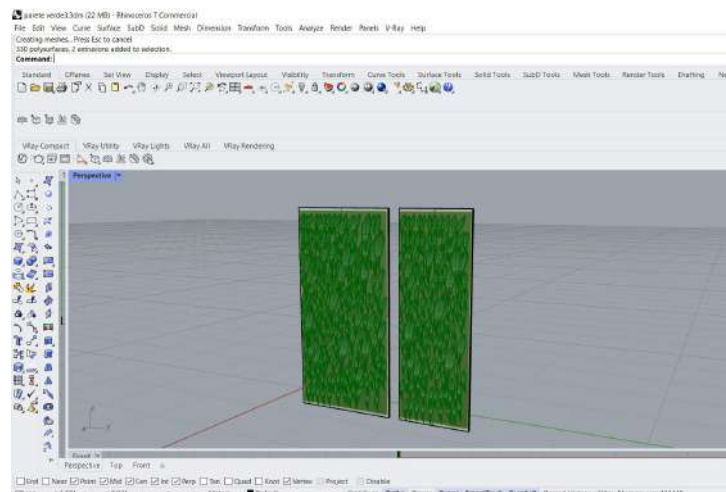 parete verde3.3dm (22 MB) - Rhinoceros 7 Commercial
File Edit View Curve Surface SubD Solid Mesh Dimension Transform Tools Analyze Render Panels V-Ray Help
Creating meshes... Press Esc to cancel
330 polysurfaces, 2 extrusions added to selection.
Command:
Standard CPlanes Set View Display Select Viewport Layout Visibility Transform Curve Tools Surface Tools Solid Tools SubD Tools Mesh Tools Render Tools Drafting
VRay Compact VRay Utility VRay Lights VRay All VRay Rendering
Perspective
Front
Perspective Top Front
End Near Point Mid Cen Int Perp Tan Quad Knot Vertex Project Disable